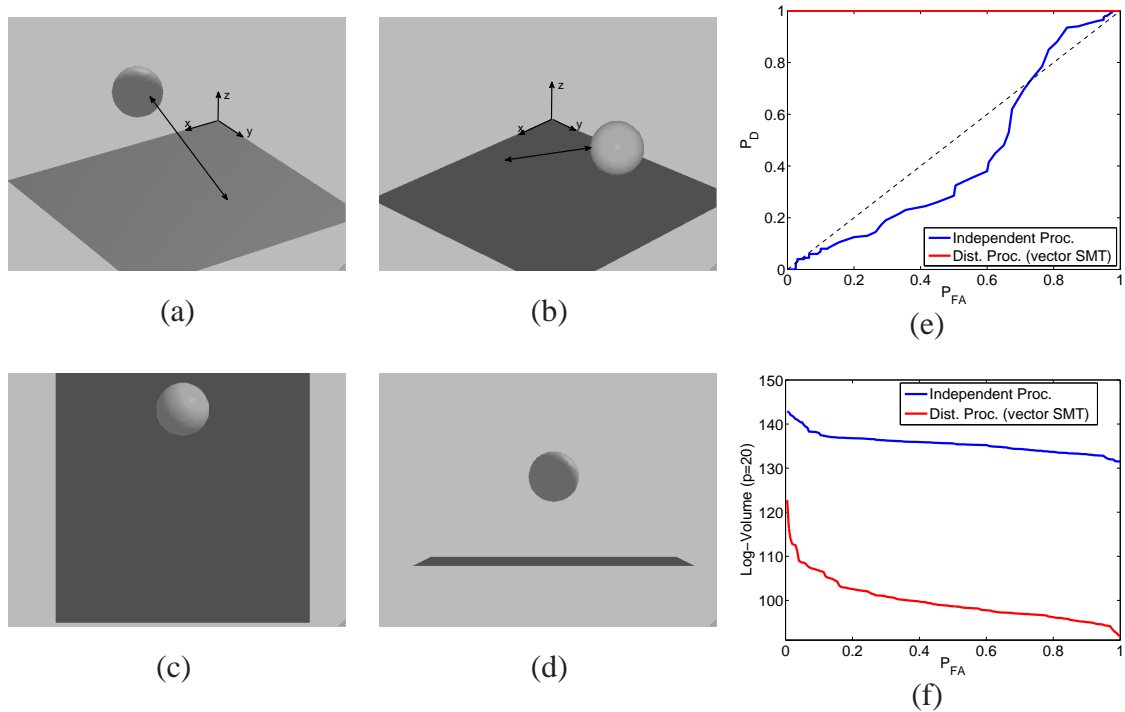 z
x
y
(a)
z
x
y
(b)
1
0.8
0.6
0.4
0.2
0
P_D
Independent Proc.
Dist. Proc. (vector SMT)
0 0.2 0.4 0.6 0.8 1
P_FA
(e)
(c)
(d)
150
140
130
120
110
100
Log-Volume (p=20)
Independent Proc.
Dist. Proc. (vector SMT)
0 0.2 0.4 0.6 0.8 1
P_FA
(f)